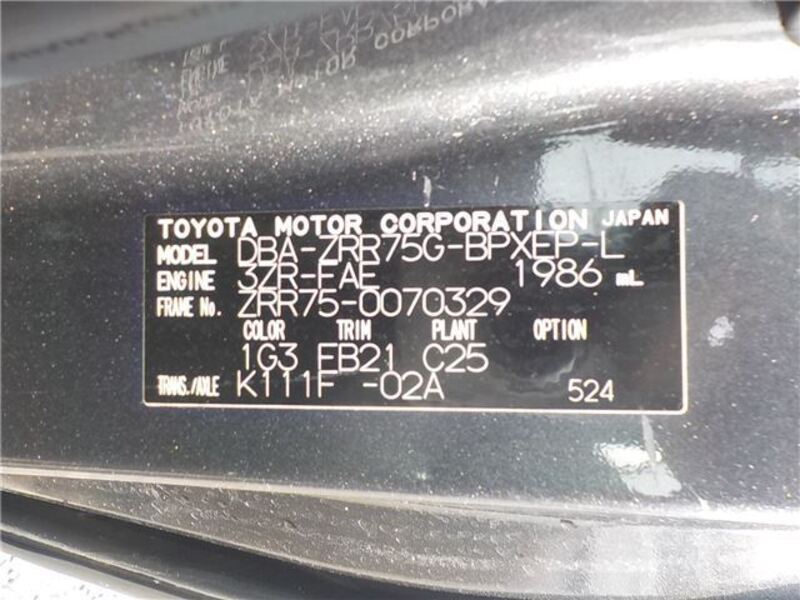 TOYOTA MOTOR CORPORATION JAPAN
MODEL DBA-ZRR75G-BPXEP-L
ENGINE 3ZR-FAE 1986 mL
FRAME No. ZRR75-0070329
COLOR TRIM PLANT OPTION
1G3 EB21 C25
TRANS./AXLE K111F -02A 524